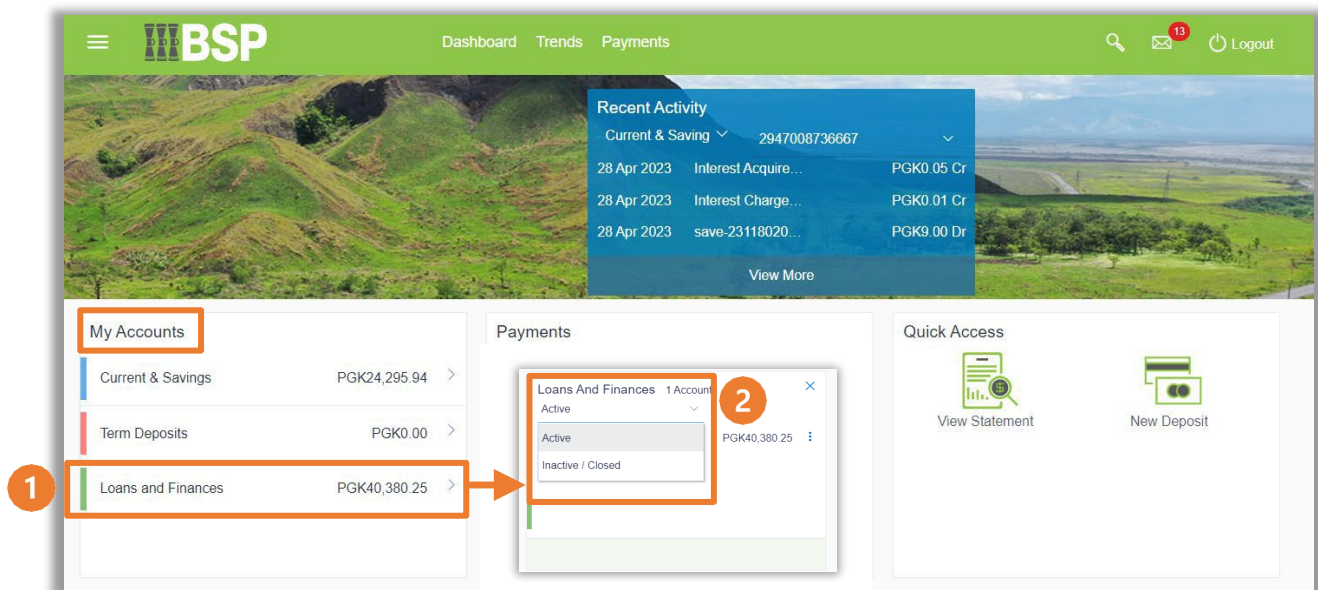 BSP
Dashboard Trends Payments
13
Logout
Recent Activity
Current & Saving 2947008736667
28 Apr 2023 Interest Acquire... PGK0.05 Cr
28 Apr 2023 Interest Charge... PGK0.01 Cr
28 Apr 2023 save-23118020... PGK9.00 Dr
View More
My Accounts
Current & Savings PGK24,295.94
Term Deposits PGK0.00
1
Loans and Finances PGK40,380.25
Payments
Loans And Finances 1 Account
2
Active
Active
PGK40,380.25
Inactive / Closed
Quick Access
View Statement
New Deposit